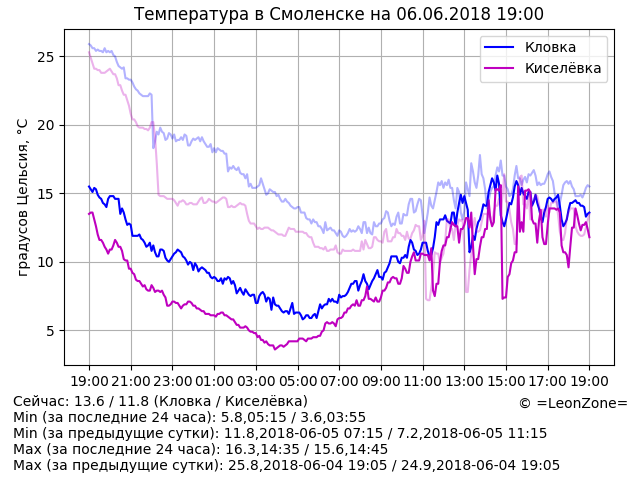 Температура в Смоленске на 06.06.2018 19:00
Кловка
Киселёвка
градусов Цельсия, °C
25
20
15
10
5
19:00 21:00 23:00 01:00 03:00 05:00 07:00 09:00 11:00 13:00 15:00 17:00 19:00
Сейчас: 13.6 / 11.8 (Кловка / Киселёвка)
© =LeonZone=
Min (за последние 24 часа): 5.8,05:15 / 3.6,03:55
Min (за предыдущие сутки): 11.8,2018-06-05 07:15 / 7.2,2018-06-05 11:15
Max (за последние 24 часа): 16.3,14:35 / 15.6,14:45
Max (за предыдущие сутки): 25.8,2018-06-04 19:05 / 24.9,2018-06-04 19:05